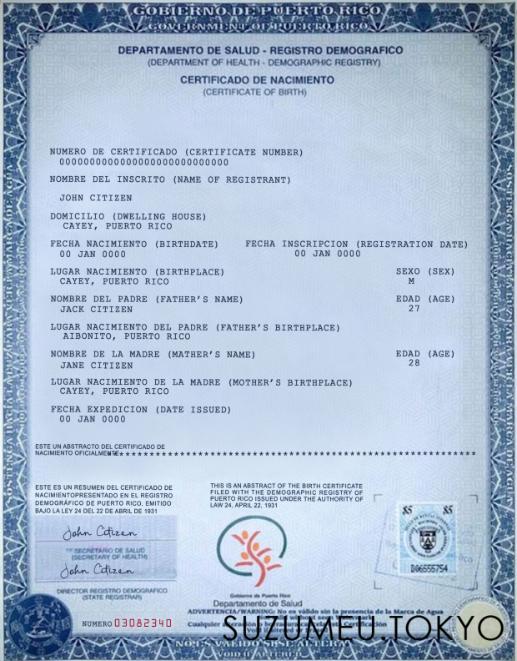 GOBIERNO DE PUERTO RICO
GOVERNMENT OF PUERTO RICO
DEPARTAMENTO DE SALUD - REGISTRO DEMOGRAFICO
(DEPARTMENT OF HEALTH - DEMOGRAPHIC REGISTRY)
CERTIFICADO DE NACIMIENTO
(CERTIFICATE OF BIRTH)
NUMERO DE CERTIFICADO (CERTIFICATE NUMBER)
NOMBRE DEL INSCRITO (NAME OF REGISTRANT)
JOHN CITIZEN
DOMICILIO (DWELLING HOUSE)
CAYEY, PUERTO RICO
FECHA NACIMIENTO (BIRTHDATE) FECHA INSCRIPCION (REGISTRATION DATE)
00 JAN 0000 00 JAN 0000
LUGAR NACIMIENTO (BIRTHPLACE) SEXO (SEX)
CAYEY, PUERTO RICO M
NOMBRE DEL PADRE (FATHER'S NAME) EDAD (AGE)
JACK CITIZEN 27
LUGAR NACIMIENTO DEL PADRE (FATHER'S BIRTHPLACE)
AIBONITO, PUERTO RICO
NOMBRE DE LA MADRE (MATHER'S NAME) EDAD (AGE)
JANE CITIZEN 28
LUGAR NACIMIENTO DE LA MADRE (MOTHER'S BIRTHPLACE)
CAYEY, PUERTO RICO
FECHA EXPEDICION (DATE ISSUED)
00 JAN 0000
ESTE UN ABSTRACTO DEL CERTIFICADO DE
NACIMIENTO OFICIALMENTE
ESTE ES UN RESUMEN DEL CERTIFICADO DE
NACIMIENTOPRESENTADO EN EL REGISTRO
DEMOGRÁFICO DE PUERTO RICO, EMITIDO
BAJO LA LEY 24 DEL 22 DE ABRIL DE 1931
THIS IS AN ABSTRACT OF THE BIRTH CERTIFICATE
FILED WITH THE DEMOGRAPHIC REGISTRY OF
PUERTO RICO ISSUED UNDER THE AUTHORITY OF
LAW 24, APRIL 22, 1931
John Citizen
SECRETARIO DE SALUD
(SECRETARY OF HEALTH)
John Citizen
DIRECTOR REGISTRO DEMOGRÁFICO
(STATE REGISTRAR)
$5 $5
D06555754
Gobierno de Puerto Rico
Departamento de Salud
NUMERO 03082340
ADVERTENCIA/WARNING: No es válido sin la presencia de la Marca de Agua
SUZUMEU.TOKYO
NO ES VALIDO SI SE ALTERA
VOID IF ALTERED